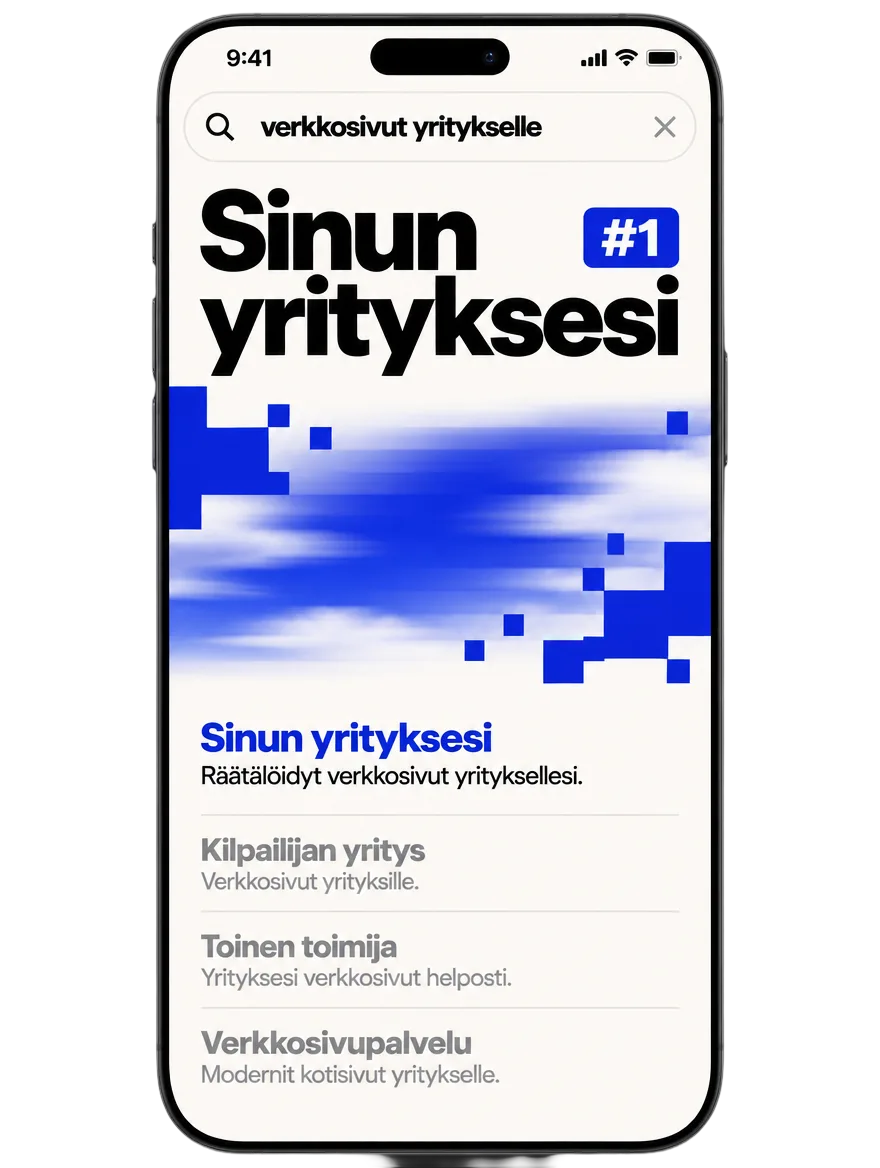 9:41
verkkosivut yritykselle
Sinun #1
yrityksesi
Sinun yrityksesi
Räätälöidyt verkkosivut yrityksellesi.
Kilpailijan yritys
Verkkosivut yrityksille.
Toinen toimija
Yrityksesi verkkosivut helposti.
Verkkosivupalvelu
Modernit kotisivut yritykselle.